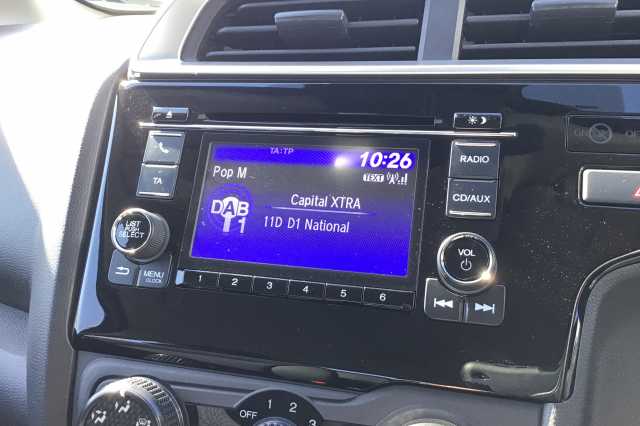 TA:TP
10:26
Pop M
TEXT
DAB
1
Capital XTRA
11D D1 National
TA
LIST
PUSH
SELECT
MENU
CLOCK
1 2 3 4 5 6
RADIO
CD/AUX
VOL
OFF 1 2 3